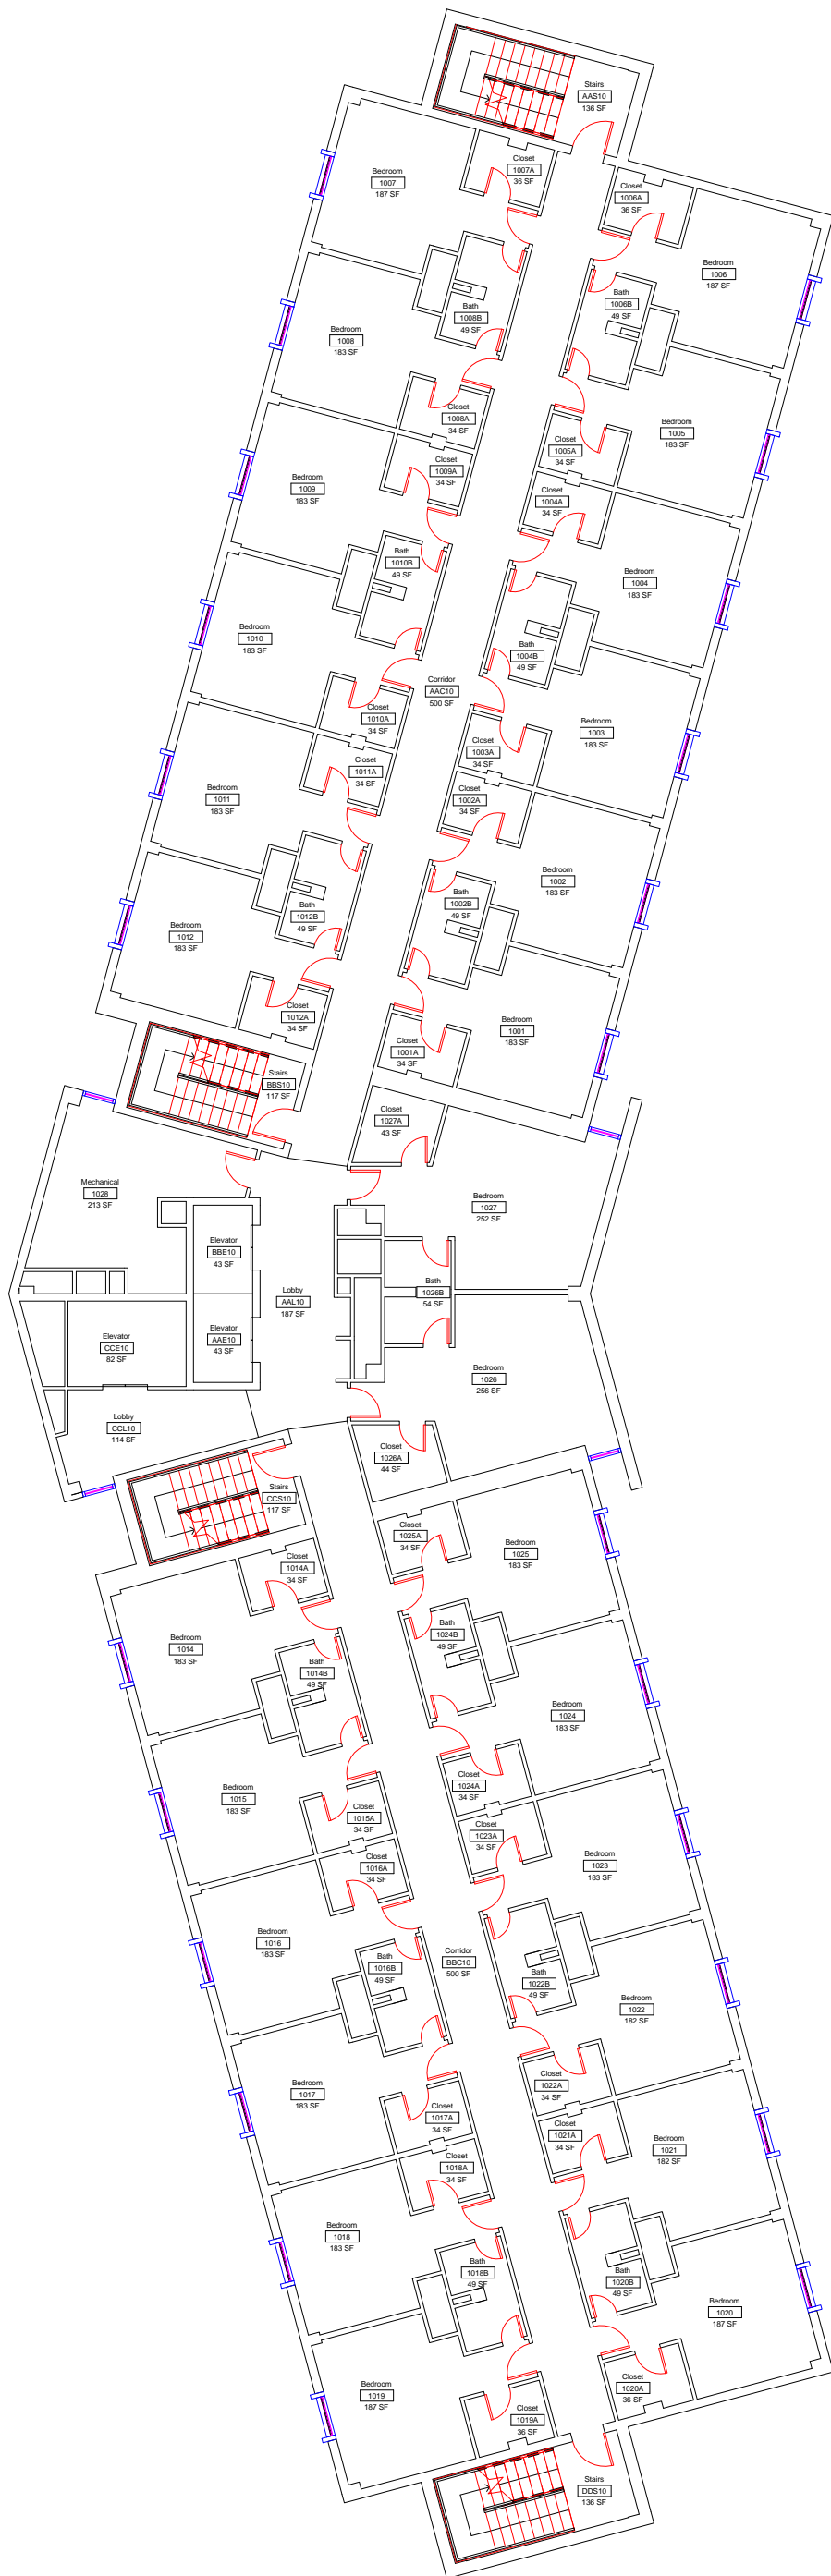 Stairs
AAS10
136 SF
Closet
1007A
36 SF
Bedroom
1007
187 SF
Closet
1006A
36 SF
Bedroom
1006
187 SF
Bath
1006B
49 SF
Bath
1008B
49 SF
Bedroom
1008
183 SF
Closet
1008A
34 SF
Bedroom
1005
183 SF
Closet
1005A
34 SF
Closet
1009A
34 SF
Bedroom
1009
183 SF
Closet
1004A
34 SF
Bath
1010B
49 SF
Bedroom
1004
183 SF
Bath
1004B
49 SF
Bedroom
1010
183 SF
Corridor
AAC10
500 SF
Closet
1010A
34 SF
Bedroom
1003
183 SF
Closet
1003A
34 SF
Closet
1011A
34 SF
Bedroom
1011
183 SF
Closet
1002A
34 SF
Bedroom
1002
183 SF
Bath
1002B
49 SF
Bath
1012B
49 SF
Bedroom
1012
183 SF
Closet
1012A
34 SF
Bedroom
1001
183 SF
Closet
1001A
34 SF
Stairs
BBS10
117 SF
Closet
1027A
43 SF
Mechanical
1028
213 SF
Bedroom
1027
252 SF
Elevator
BBE10
43 SF
Bath
1026B
54 SF
Lobby
AAL10
187 SF
Elevator
CCE10
82 SF
Elevator
AAE10
43 SF
Bedroom
1026
256 SF
Lobby
CCL10
114 SF
Closet
1026A
44 SF
Stairs
CCS10
117 SF
Closet
1025A
34 SF
Bedroom
1025
183 SF
Closet
1014A
34 SF
Bedroom
1014
183 SF
Bath
1024B
49 SF
Bath
1014B
49 SF
Bedroom
1024
183 SF
Closet
1024A
34 SF
Bedroom
1015
183 SF
Closet
1015A
34 SF
Closet
1023A
34 SF
Bedroom
1023
183 SF
Closet
1016A
34 SF
Bedroom
1016
183 SF
Bath
1016B
49 SF
Corridor
BBC10
500 SF
Bath
1022B
49 SF
Bedroom
1022
182 SF
Closet
1022A
34 SF
Bedroom
1017
183 SF
Closet
1017A
34 SF
Closet
1021A
34 SF
Bedroom
1021
182 SF
Closet
1018A
34 SF
Bedroom
1018
183 SF
Bath
1018B
49 SF
Bath
1020B
49 SF
Bedroom
1020
187 SF
Closet
1020A
36 SF
Bedroom
1019
187 SF
Closet
1019A
36 SF
Stairs
DDS10
136 SF